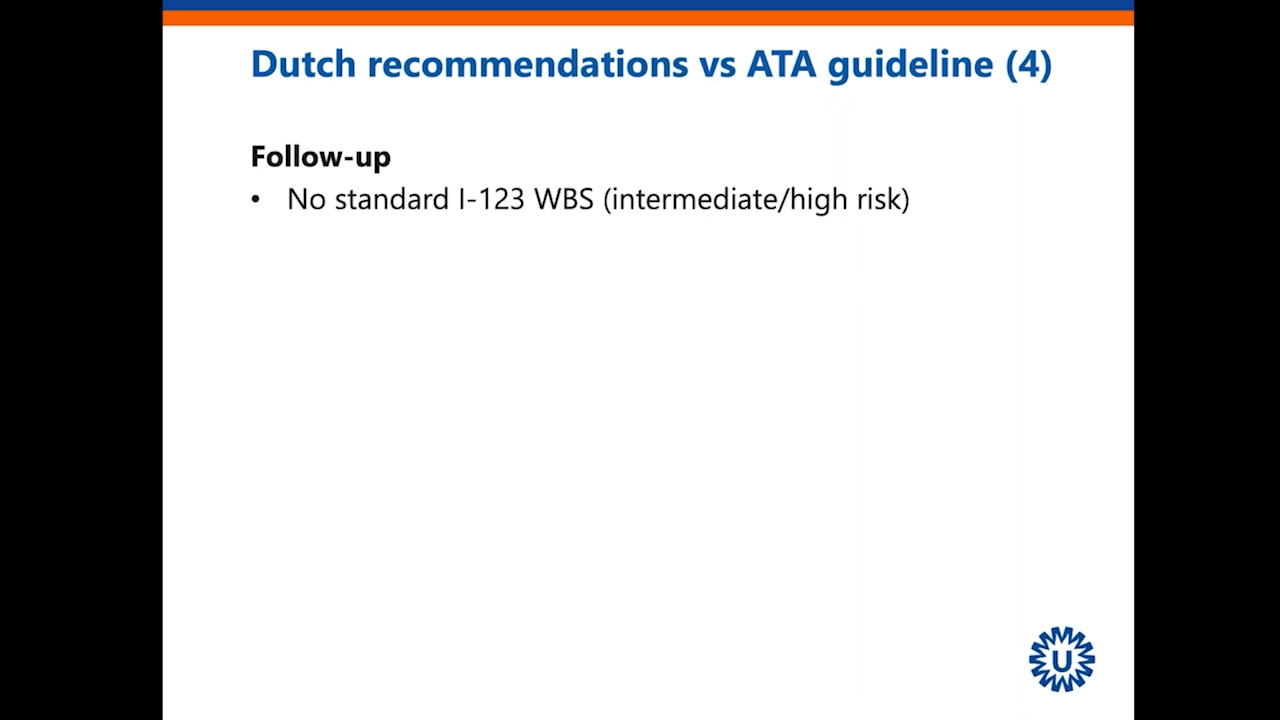 Dutch recommendations vs ATA guideline (4)
Follow-up
• No standard I-123 WBS (intermediate/high risk)
U